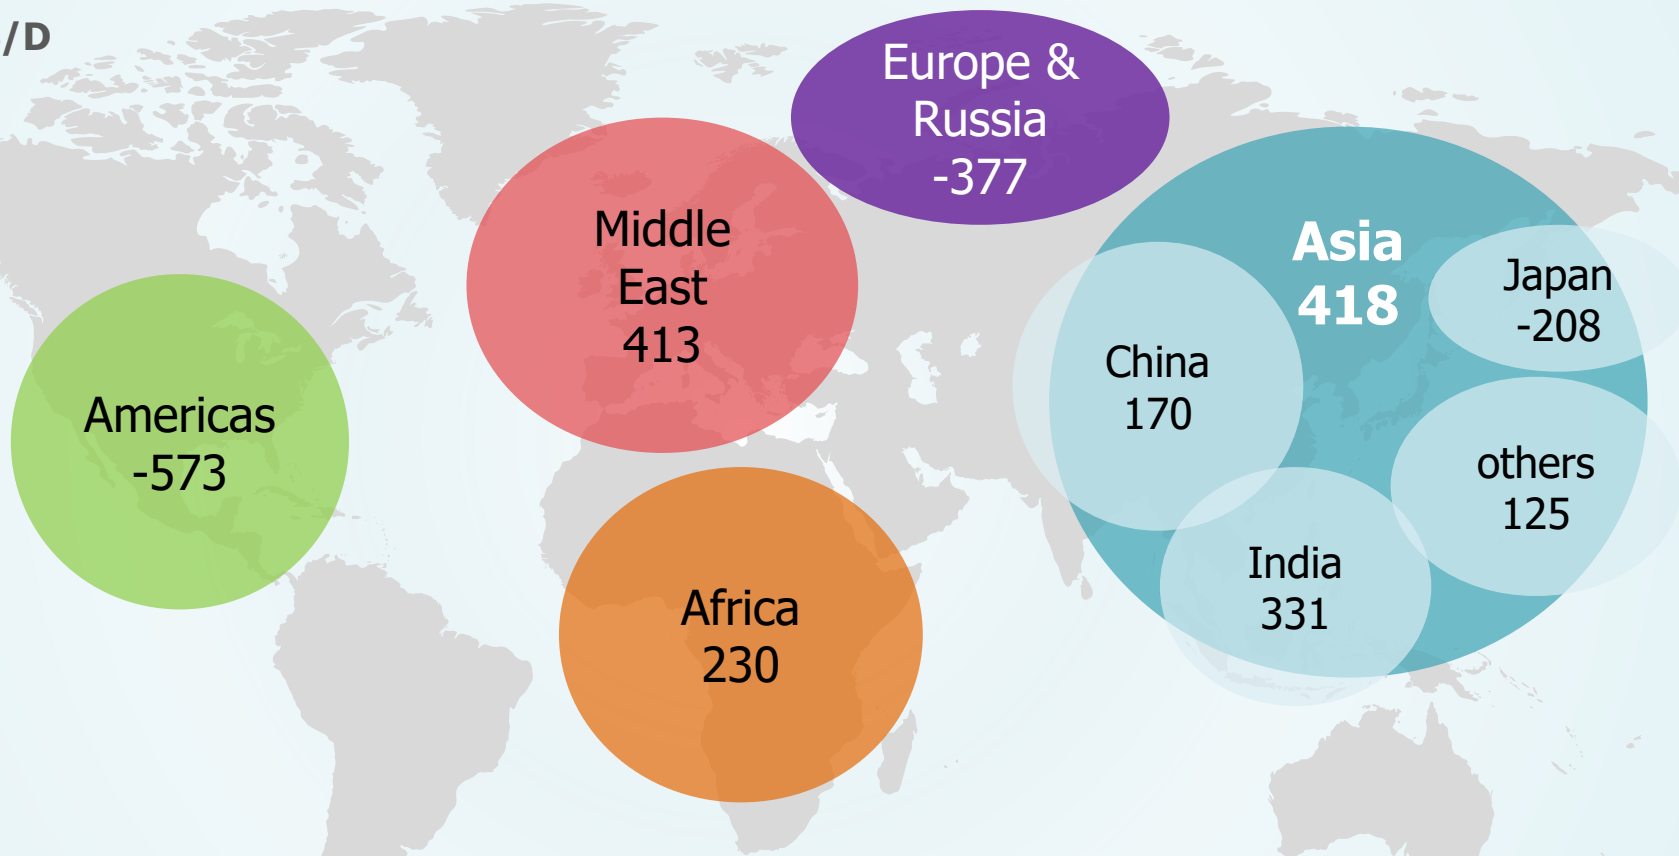 /D
Europe &
Russia
-377
Middle
East
413
Asia
418
Japan
-208
China
170
Americas
-573
others
125
India
331
Africa
230